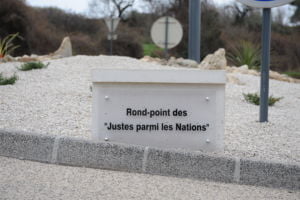 Rond-point des
"Justes parmi les Nations"